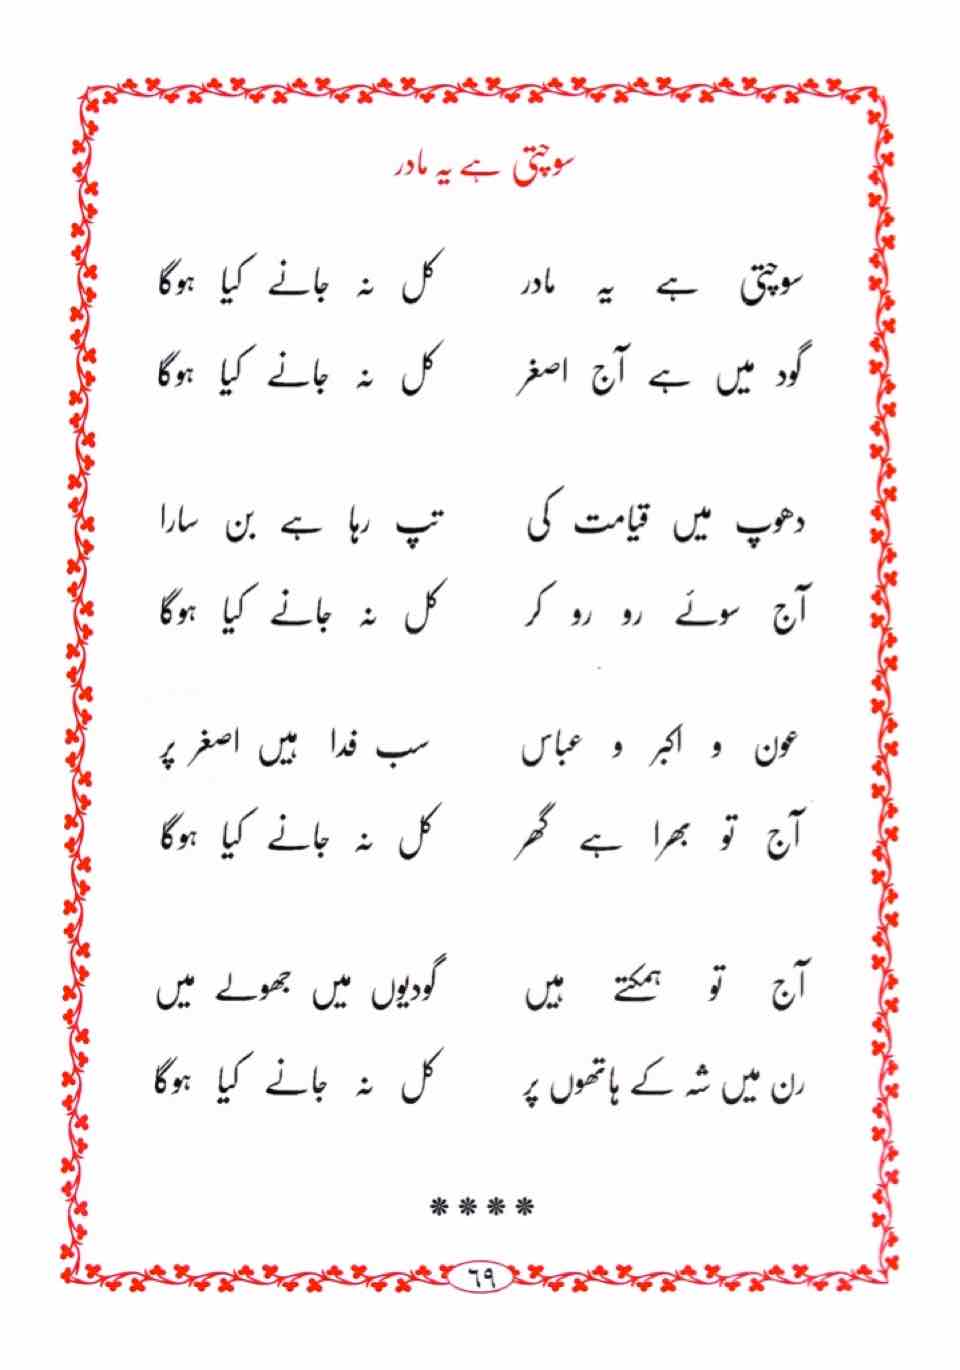 سوچتی ہے یہ مادر
سوچتی ہے یہ مادر کل نہ جانے کیا ہوگا
گود میں ہے آج اصغر کل نہ جانے کیا ہوگا
دھوپ میں قیامت کی تپ رہا ہے بن سارا
آج سوئے رو رو کر کل نہ جانے کیا ہوگا
عون و اکبر و عباس سب فدا ہیں اصغر پر
آج تو بھرا ہے گھر کل نہ جانے کیا ہوگا
آج تو ہمکتے ہیں گودیوں میں جھولے میں
رن میں شہ کے ہاتھوں پر کل نہ جانے کیا ہوگا
****
٦٩